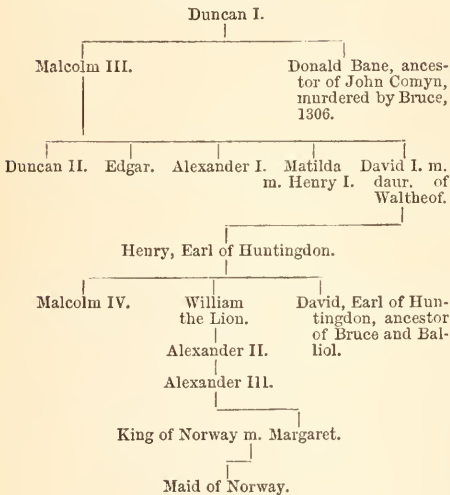 Duncan I.
Malcolm III.
Donald Bane, ances-
tor of John Comyn,
murdered by Bruce,
1306.
Duncan II. Edgar. Alexander I. Matilda
m. Henry I.
David I. m.
daur. of
Waltheof.
Henry, Earl of Huntingdon.
Malcolm IV.
William
the Lion.
David, Earl of Hun-
tingdon, ancestor
of Bruce and Bal-
liol.
Alexander II.
Alexander III.
King of Norway m. Margaret.
Maid of Norway.